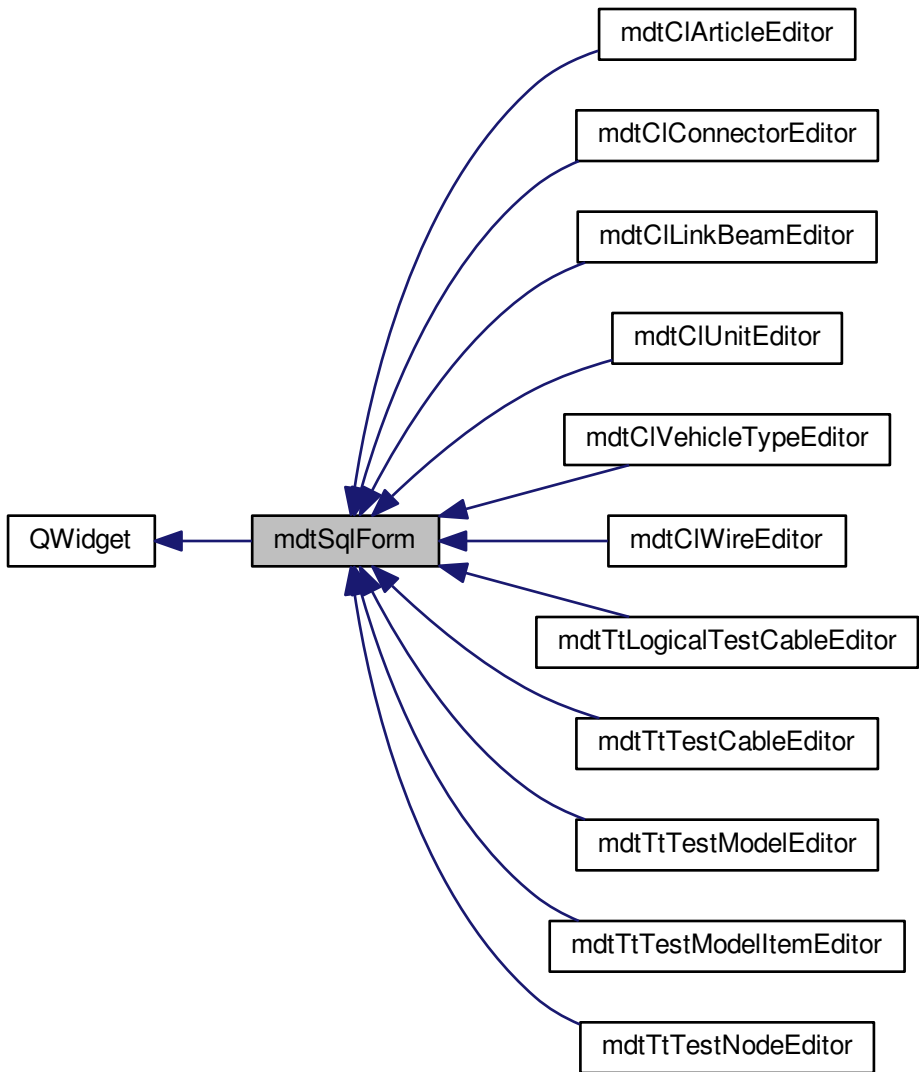 QWidget
mdtSqlForm
mdtClArticleEditor
mdtClConnectorEditor
mdtClLinkBeamEditor
mdtClUnitEditor
mdtClVehicleTypeEditor
mdtClWireEditor
mdtTtLogicalTestCableEditor
mdtTtTestCableEditor
mdtTtTestModelEditor
mdtTtTestModelItemEditor
mdtTtTestNodeEditor